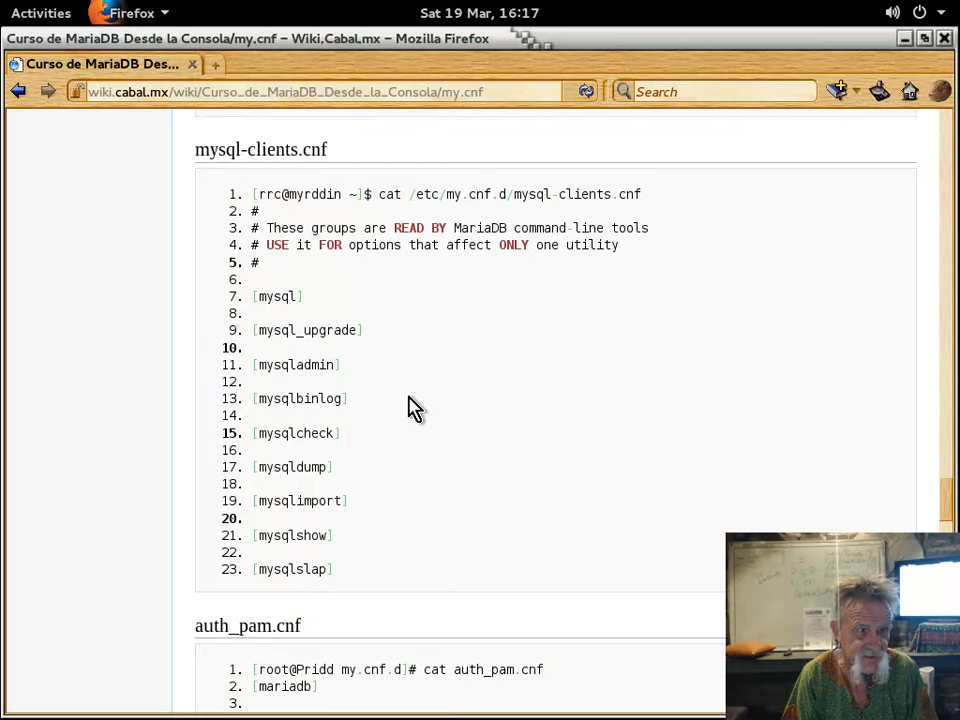 Activities Firefox Sat 19 Mar, 16:17
Curso de MariaDB Desde la Consola/my.cnf – Wiki.Cabal.mx – Mozilla Firefox
Curso de MariaDB Des... × +
wiki.cabal.mx/wiki/Curso_de_MariaDB_Desde_la_Consola/my.cnf Search
mysql-clients.cnf
1. [rrc@myrddin ~]$ cat /etc/my.cnf.d/mysql-clients.cnf
2. #
3. # These groups are READ BY MariaDB command-line tools
4. # USE it FOR options that affect ONLY one utility
5. #
6.
7. [mysql]
8.
9. [mysql_upgrade]
10.
11. [mysqladmin]
12.
13. [mysqlbinlog]
14.
15. [mysqlcheck]
16.
17. [mysqldump]
18.
19. [mysqlimport]
20.
21. [mysqlshow]
22.
23. [mysqlslap]
auth_pam.cnf
1. [root@Pridd my.cnf.d]# cat auth_pam.cnf
2. [mariadb]
3.